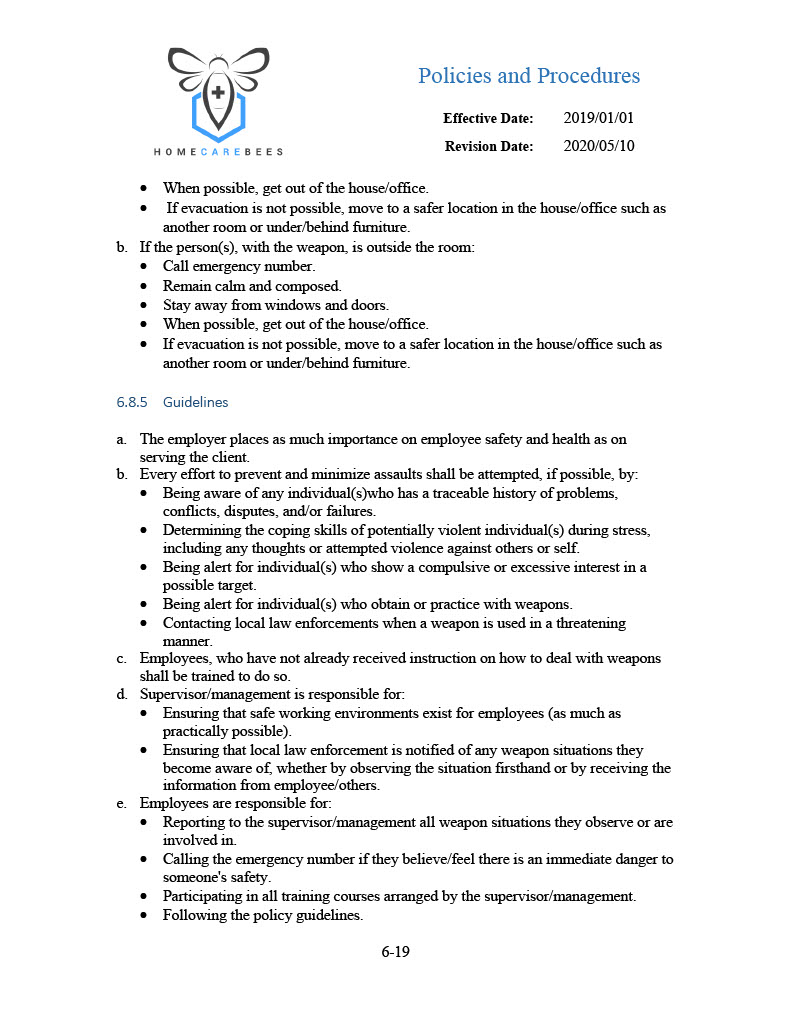 Policies and Procedures
Effective Date: 2019/01/01
Revision Date: 2020/05/10
HOMECAREBEES
• When possible, get out of the house/office.
• If evacuation is not possible, move to a safer location in the house/office such as
another room or under/behind furniture.
b. If the person(s), with the weapon, is outside the room:
• Call emergency number.
• Remain calm and composed.
• Stay away from windows and doors.
• When possible, get out of the house/office.
• If evacuation is not possible, move to a safer location in the house/office such as
another room or under/behind furniture.
6.8.5 Guidelines
a. The employer places as much importance on employee safety and health as on
serving the client.
b. Every effort to prevent and minimize assaults shall be attempted, if possible, by:
• Being aware of any individual(s)who has a traceable history of problems,
conflicts, disputes, and/or failures.
• Determining the coping skills of potentially violent individual(s) during stress,
including any thoughts or attempted violence against others or self.
• Being alert for individual(s) who show a compulsive or excessive interest in a
possible target.
• Being alert for individual(s) who obtain or practice with weapons.
• Contacting local law enforcements when a weapon is used in a threatening
manner.
c. Employees, who have not already received instruction on how to deal with weapons
shall be trained to do so.
d. Supervisor/management is responsible for:
• Ensuring that safe working environments exist for employees (as much as
practically possible).
• Ensuring that local law enforcement is notified of any weapon situations they
become aware of, whether by observing the situation firsthand or by receiving the
information from employee/others.
e. Employees are responsible for:
• Reporting to the supervisor/management all weapon situations they observe or are
involved in.
• Calling the emergency number if they believe/feel there is an immediate danger to
someone's safety.
• Participating in all training courses arranged by the supervisor/management.
• Following the policy guidelines.
6-19